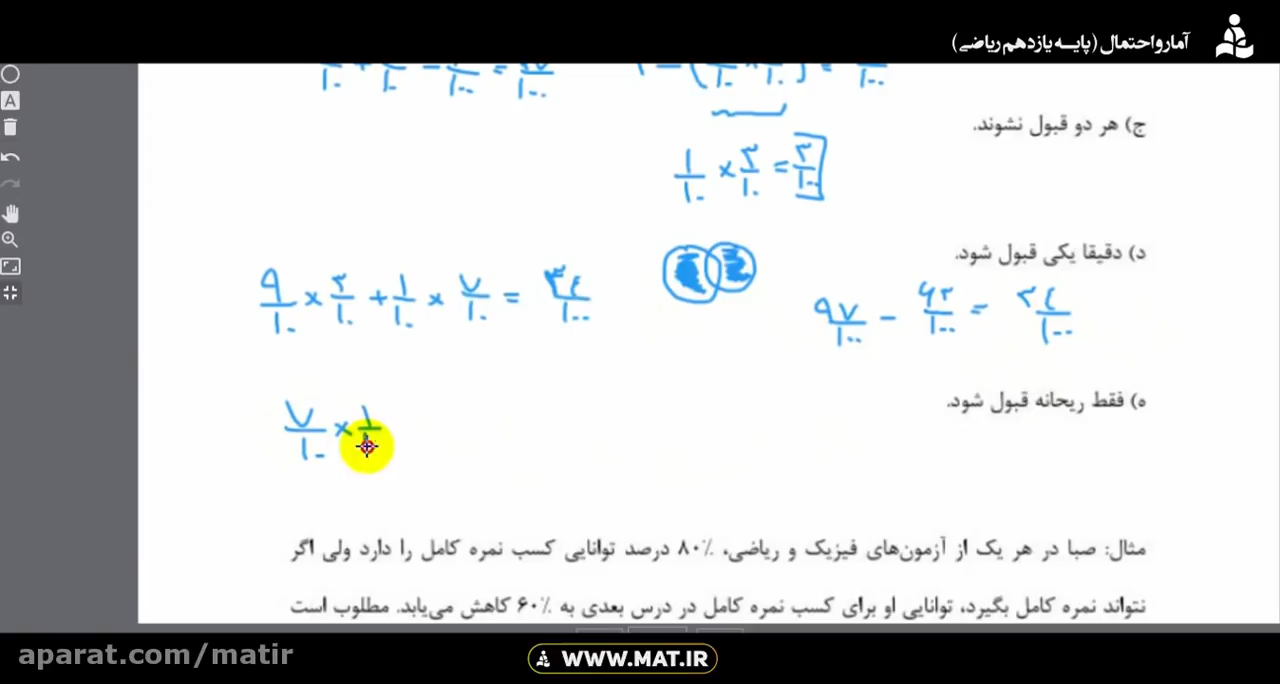 آمار و احتمال (پایه یازدهم ریاضی)
ج) هر دو قبول نشوند.
۱/۱۰ × ۳/۱۰ = ۳/۱۰۰
د) دقیقا یکی قبول شود.
۹/۱۰ × ۳/۱۰ + ۱/۱۰ × ۷/۱۰ = ۳۴/۱۰۰
۹۷/۱۰۰ − ۶۳/۱۰۰ = ۳۴/۱۰۰
ه) فقط ریحانه قبول شود.
۷/۱۰ × ۱
مثال: صبا در هر یک از آزمون‌های فیزیک و ریاضی، ۸۰٪ درصد توانایی کسب نمره کامل را دارد ولی اگر
نتواند نمره کامل بگیرد، توانایی او برای کسب نمره کامل در درس بعدی به ۶۰٪ کاهش می‌یابد. مطلوب است
aparat.com/matir
WWW.MAT.IR